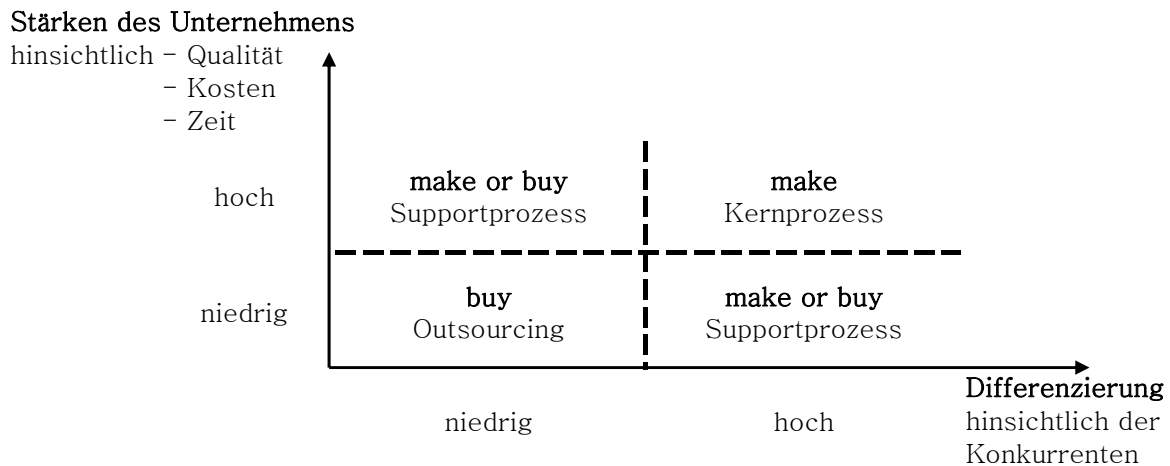 Stärken des Unternehmens
hinsichtlich - Qualität
- Kosten
- Zeit
hoch
make or buy
Supportprozess
make
Kernprozess
niedrig
buy
Outsourcing
make or buy
Supportprozess
niedrig
hoch
Differenzierung
hinsichtlich der
Konkurrenten